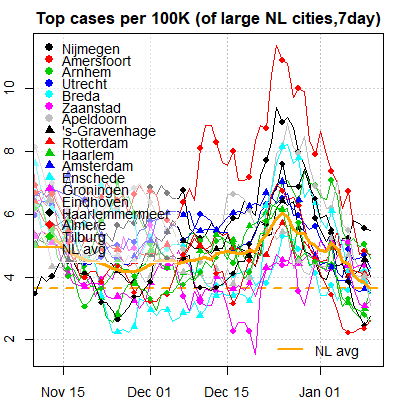 Top cases per 100K (of large NL cities,7day)
Nijmegen
Amersfoort
Arnhem
Utrecht
Breda
Zaanstad
Apeldoorn
's-Gravenhage
Rotterdam
Haarlem
Amsterdam
Enschede
Groningen
Eindhoven
Haarlemmermeer
Almere
Tilburg
NL avg
10
8
6
4
2
NL avg
Nov 15
Dec 01
Dec 15
Jan 01